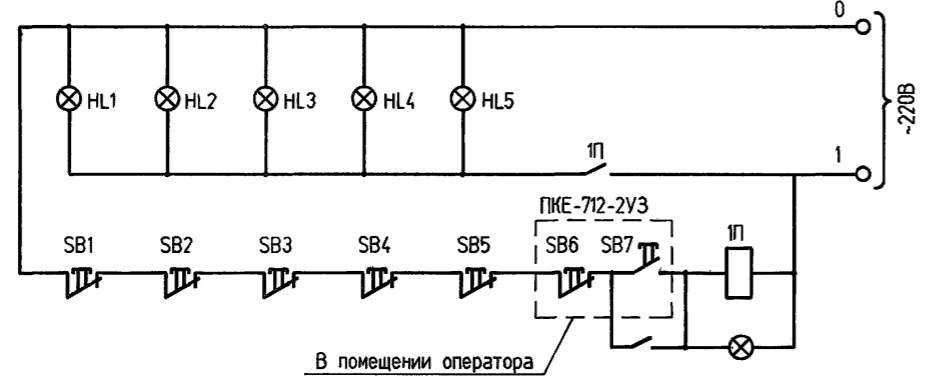 0
HL1 HL2 HL3 HL4 HL5
~220В
1П
1
ПКЕ-712-2У3
SB1 SB2 SB3 SB4 SB5 SB6 SB7 1П
В помещении оператора